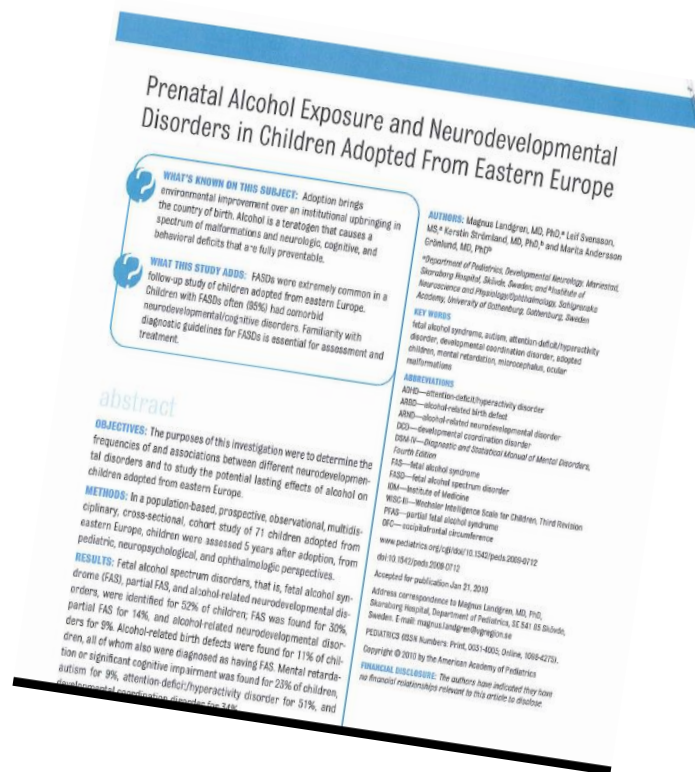 Prenatal Alcohol Exposure and Neurodevelopmental
Disorders in Children Adopted From Eastern Europe
WHAT'S KNOWN ON THIS SUBJECT: Adoption brings
environmental improvement over an institutional upbringing in
the country of birth. Alcohol is a teratogen that causes a
spectrum of malformations and neurologic, cognitive, and
behavioral deficits that are fully preventable.
WHAT THIS STUDY ADDS: FASDs were extremely common in a
follow-up study of children adopted from eastern Europe.
Children with FASDs often (95%) had comorbid
neurodevelopmental/cognitive disorders. Familiarity with
diagnostic guidelines for FASDs is essential for assessment and
treatment.
abstract
OBJECTIVES: The purposes of this investigation were to determine the
frequencies of and associations between different neurodevelopmen-
tal disorders and to study the potential lasting effects of alcohol on
children adopted from eastern Europe.
METHODS: In a population-based, prospective, observational, multidis-
ciplinary, cross-sectional, cohort study of 71 children adopted from
eastern Europe, children were assessed 5 years after adoption, from
pediatric, neuropsychological, and ophthalmologic perspectives.
RESULTS: Fetal alcohol spectrum disorders, that is, fetal alcohol syn-
drome (FAS), partial FAS, and alcohol-related neurodevelopmental dis-
orders, were identified for 52% of children; FAS was found for 30%,
partial FAS for 14%, and alcohol-related neurodevelopmental disor-
ders for 9%. Alcohol-related birth defects were found for 11% of chil-
dren, all of whom also were diagnosed as having FAS. Mental retarda-
tion or significant cognitive impairment was found for 23% of children,
autism for 9%, attention-deficit/hyperactivity disorder for 51%, and
developmental coordination disorder for 34%
AUTHORS: Magnus Landgren, MD, PhD,a Leif Svensson,
MS,a Kerstin Strömland, MD, PhD,b and Marita Andersson
Grönlund, MD, PhDb
aDepartment of Pediatrics, Developmental Neurology, Mariestad,
Skaraborg Hospital, Skövde, Sweden; and bInstitute of
Neuroscience and Physiology/Ophthalmology, Sahlgrenska
Academy, University of Gothenburg, Gothenburg, Sweden
KEY WORDS
fetal alcohol syndrome, autism, attention-deficit/hyperactivity
disorder, developmental coordination disorder, adopted
children, mental retardation, microcephalus, ocular
malformations
ABBREVIATIONS
ADHD—attention-deficit/hyperactivity disorder
ARBD—alcohol-related birth defect
ARND—alcohol-related neurodevelopmental disorder
DCD—developmental coordination disorder
DSM-IV—Diagnostic and Statistical Manual of Mental Disorders,
Fourth Edition
FAS—fetal alcohol syndrome
FASD—fetal alcohol spectrum disorder
IOM—Institute of Medicine
WISC-III—Wechsler Intelligence Scale for Children, Third Revision
PFAS—partial fetal alcohol syndrome
OFC—occipitofrontal circumference
www.pediatrics.org/cgi/doi/10.1542/peds.2009-0712
doi:10.1542/peds.2009-0712
Accepted for publication Jan 21, 2010
Address correspondence to Magnus Landgren, MD, PhD,
Skaraborg Hospital, Department of Pediatrics, SE 541 85 Skövde,
Sweden. E-mail: magnus.landgren@vgregion.se
PEDIATRICS (ISSN Numbers: Print, 0031-4005; Online, 1098-4275).
Copyright © 2010 by the American Academy of Pediatrics
FINANCIAL DISCLOSURE: The authors have indicated they have
no financial relationships relevant to this article to disclose.